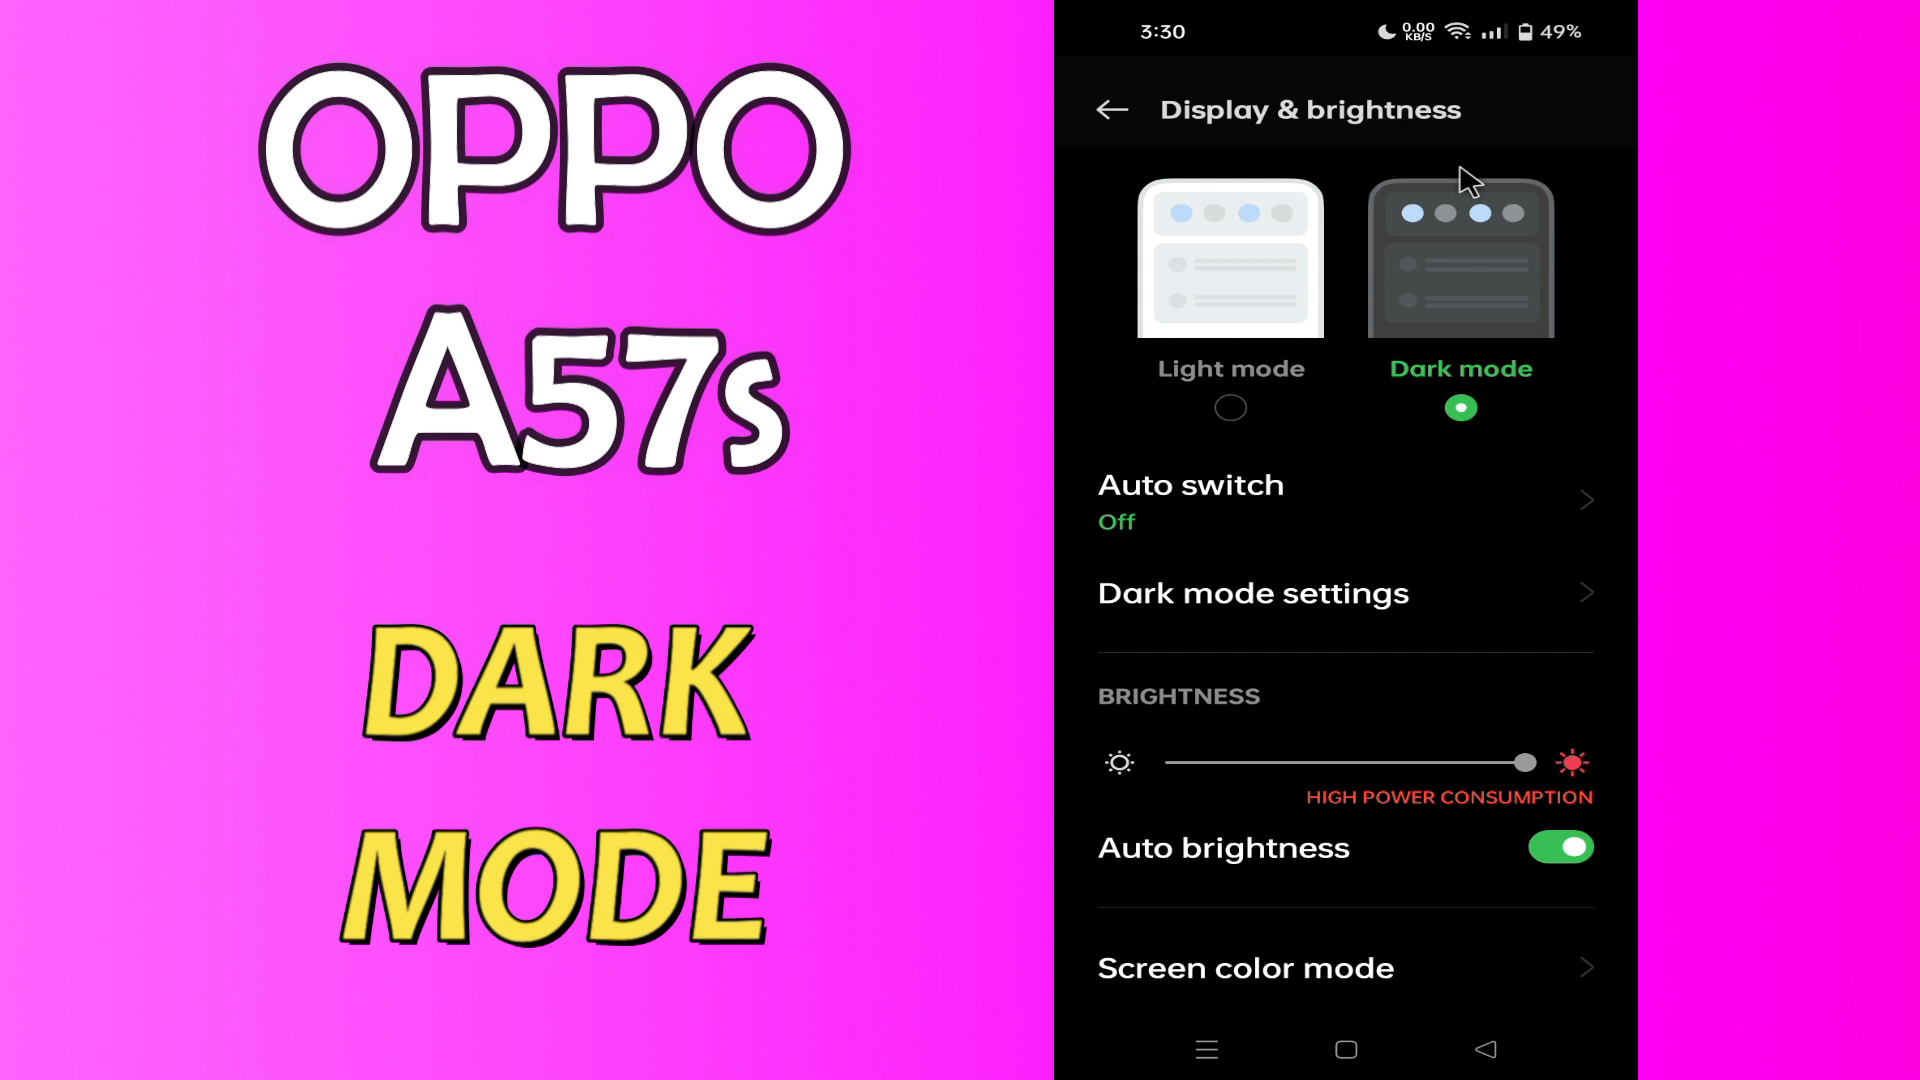 OPPO
A57s
DARK
MODE
3:30
0.00
KB/S
49%
Display & brightness
Light mode
Dark mode
Auto switch
Off
Dark mode settings
BRIGHTNESS
HIGH POWER CONSUMPTION
Auto brightness
Screen color mode